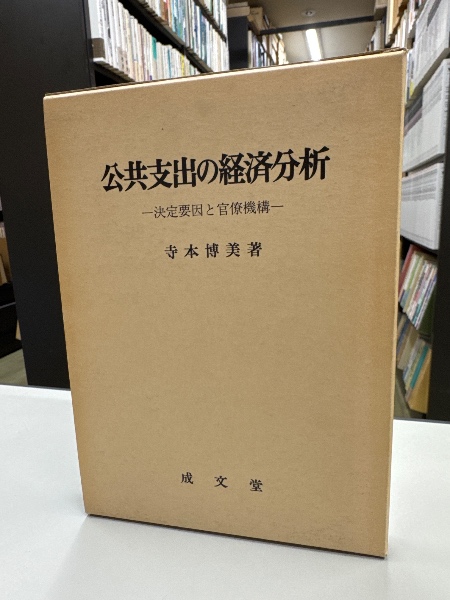 公共支出の経済分析
―決定要因と官僚機構―
寺本博美著
成文堂